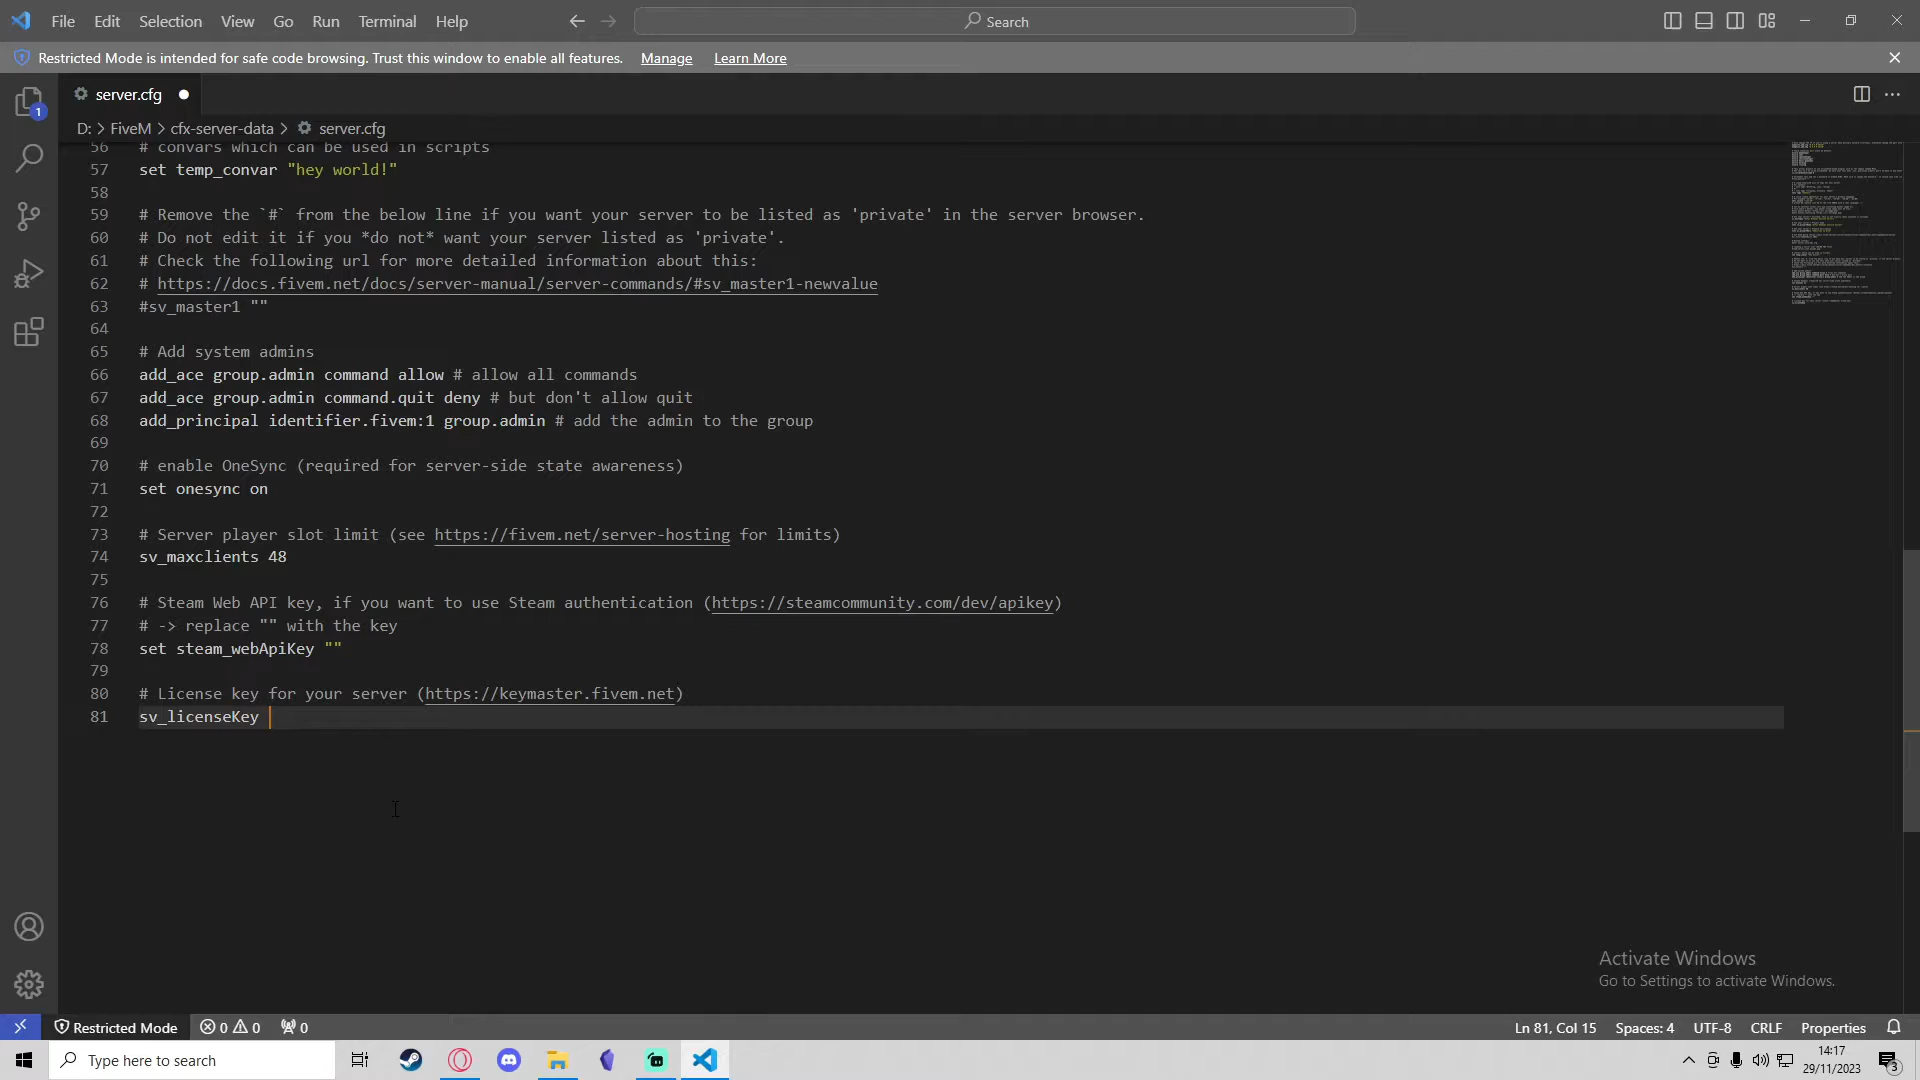 File Edit Selection View Go Run Terminal Help
Search
Restricted Mode is intended for safe code browsing. Trust this window to enable all features. Manage Learn More
1
server.cfg
D: > FiveM > cfx-server-data > server.cfg
56 # convars which can be used in scripts
57 set temp_convar "hey world!"
58
59 # Remove the `#` from the below line if you want your server to be listed as 'private' in the server browser.
60 # Do not edit it if you *do not* want your server listed as 'private'.
61 # Check the following url for more detailed information about this:
62 # https://docs.fivem.net/docs/server-manual/server-commands/#sv_master1-newvalue
63 #sv_master1 ""
64
65 # Add system admins
66 add_ace group.admin command allow # allow all commands
67 add_ace group.admin command.quit deny # but don't allow quit
68 add_principal identifier.fivem:1 group.admin # add the admin to the group
69
70 # enable OneSync (required for server-side state awareness)
71 set onesync on
72
73 # Server player slot limit (see https://fivem.net/server-hosting for limits)
74 sv_maxclients 48
75
76 # Steam Web API key, if you want to use Steam authentication (https://steamcommunity.com/dev/apikey)
77 # -> replace "" with the key
78 set steam_webApiKey ""
79
80 # License key for your server (https://keymaster.fivem.net)
81 sv_licenseKey
Activate Windows
Go to Settings to activate Windows.
Restricted Mode 0 0 0 Ln 81, Col 15 Spaces: 4 UTF-8 CRLF Properties
Type here to search
14:17
29/11/2023
3